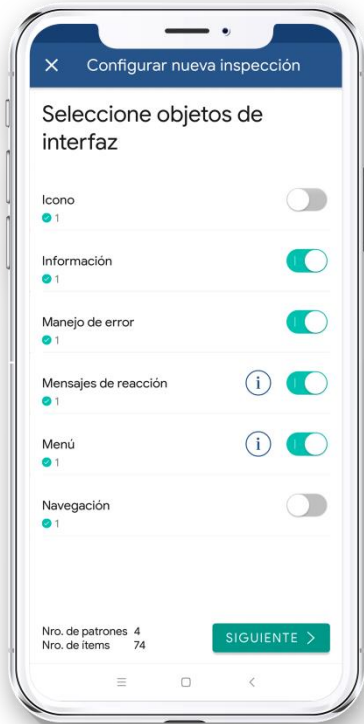 Configurar nueva inspección
Seleccione objetos de
interfaz
Icono
1
Información
1
Manejo de error
1
Mensajes de reacción
i
1
Menú
i
1
Navegación
1
Nro. de patrones 4
Nro. de ítems 74
SIGUIENTE >